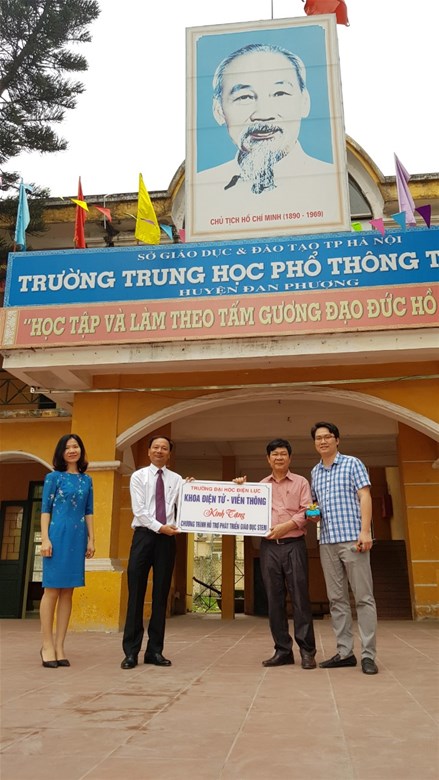 CHỦ TỊCH HỒ CHÍ MINH (1890 - 1969)
SỞ GIÁO DỤC & ĐÀO TẠO TP HÀ NỘI
TRƯỜNG TRUNG HỌC PHỔ THÔNG T
HUYỆN ĐAN PHƯỢNG
"HỌC TẬP VÀ LÀM THEO TẤM GƯƠNG ĐẠO ĐỨC HỒ
TRƯỜNG ĐẠI HỌC ĐIỆN LỰC
KHOA ĐIỆN TỬ - VIỄN THÔNG
Kính Tặng
CHƯƠNG TRÌNH HỖ TRỢ PHÁT TRIỂN GIÁO DỤC STEM